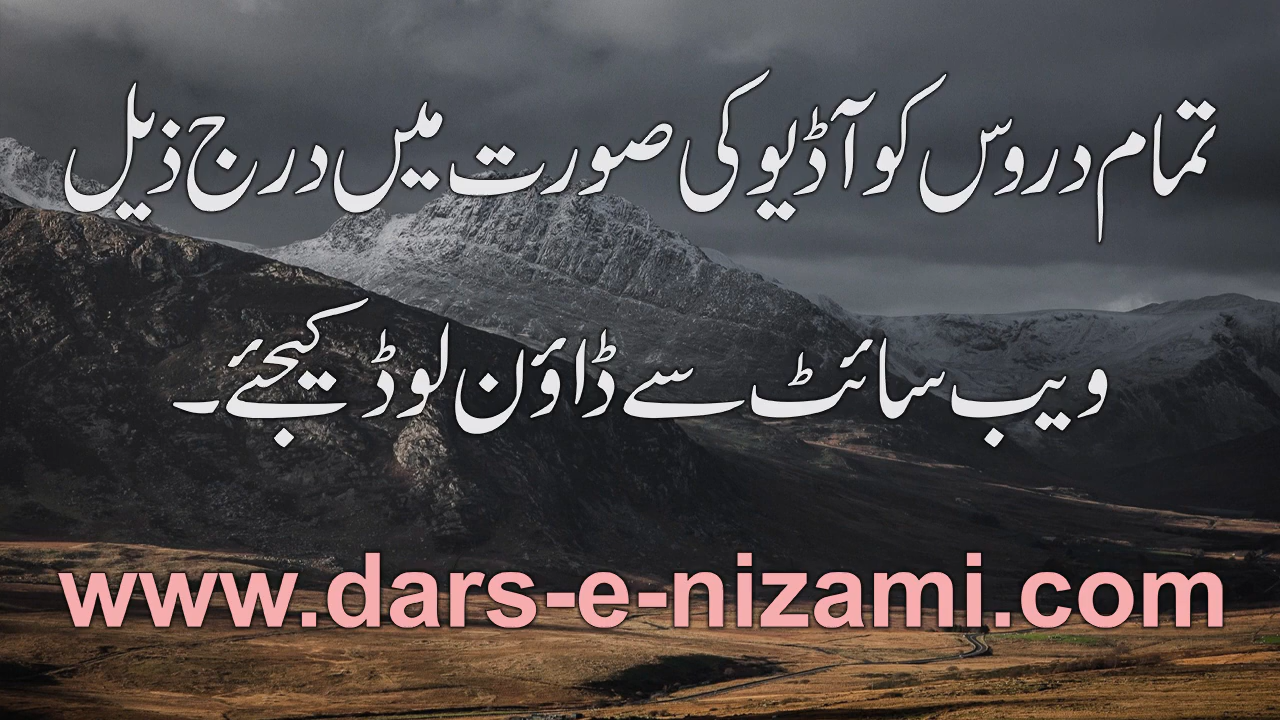 تمام دروس کو آڈیو کی صورت میں درج ذیل
ویب سائٹ سے ڈاؤن لوڈ کیجئے۔
www.dars-e-nizami.com